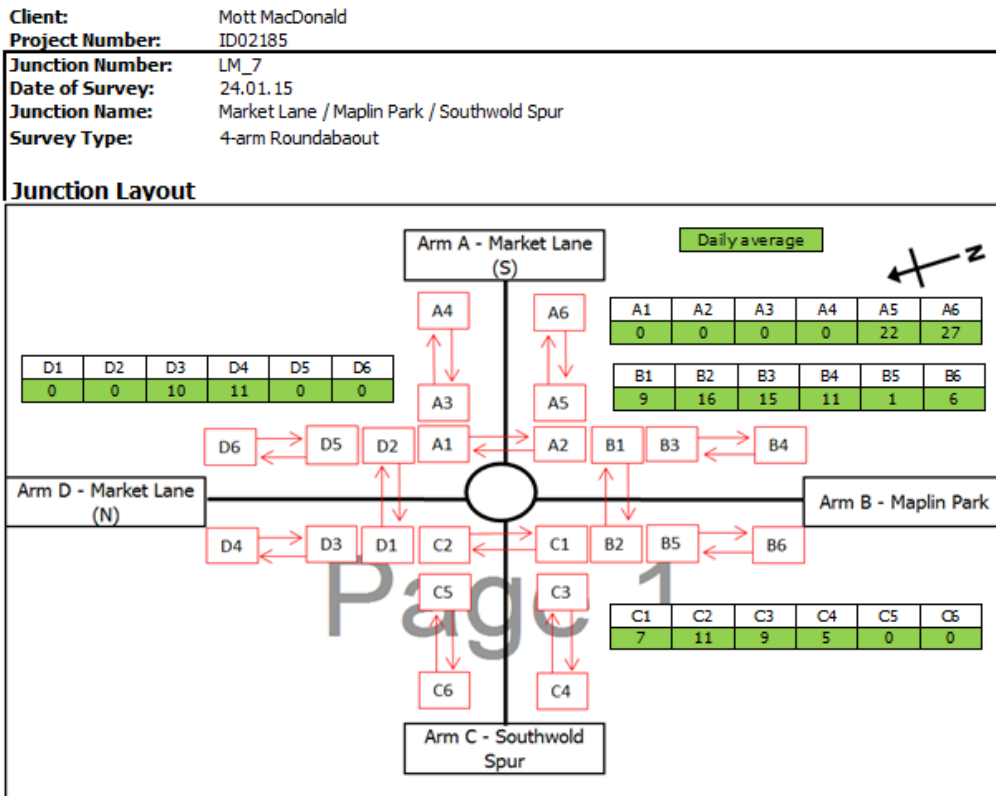 Client: Mott MacDonald
Project Number: ID02185
Junction Number: LM_7
Date of Survey: 24.01.15
Junction Name: Market Lane / Maplin Park / Southwold Spur
Survey Type: 4-arm Roundabaout
Junction Layout
Arm A - Market Lane
(S)
Daily average
N
A4 A6
A1 A2 A3 A4 A5 A6
0 0 0 0 22 27
D1 D2 D3 D4 D5 D6
0 0 10 11 0 0
B1 B2 B3 B4 B5 B6
9 16 15 11 1 6
A3 A5
D6 D5 D2 A1 A2 B1 B3 B4
Arm D - Market Lane
(N)
Arm B - Maplin Park
D4 D3 D1 C2 C1 B2 B5 B6
Page 1
C5 C3
C1 C2 C3 C4 C5 C6
7 11 9 5 0 0
C6 C4
Arm C - Southwold
Spur